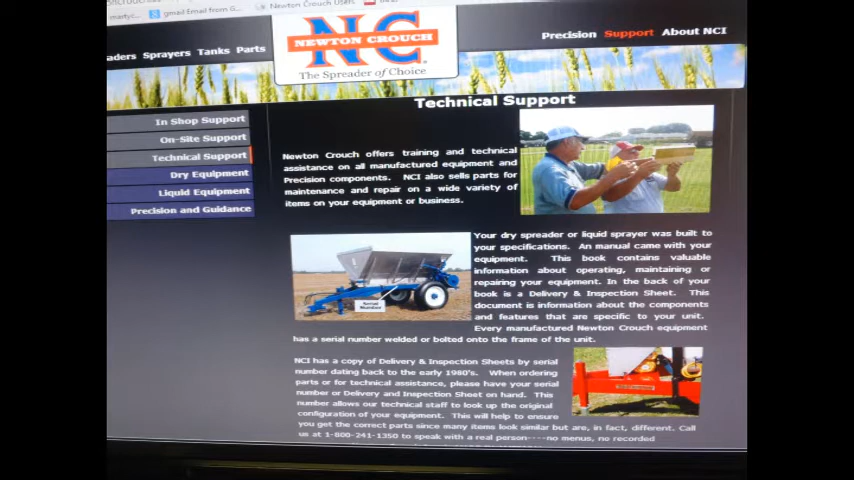 martyc...
gmail Email from G...
Newton Crouch Users
aders Sprayers Tanks Parts
NC
NEWTON CROUCH
The Spreader of Choice
Precision Support About NCI
Technical Support
In Shop Support
On-Site Support
Technical Support
Dry Equipment
Liquid Equipment
Precision and Guidance
Newton Crouch offers training and technical
assistance on all manufactured equipment and
Precision components. NCI also sells parts for
maintenance and repair on a wide variety of
items on your equipment or business.
Your dry spreader or liquid sprayer was built to
your specifications. An manual came with your
equipment. This book contains valuable
information about operating, maintaining or
repairing your equipment. In the back of your
book is a Delivery & Inspection Sheet. This
document is information about the components
and features that are specific to your unit.
Every manufactured Newton Crouch equipment
has a serial number welded or bolted onto the frame of the unit.
Serial
Number
NCI has a copy of Delivery & Inspection Sheets by serial
number dating back to the early 1980's. When ordering
parts or for technical assistance, please have your serial
number or Delivery and Inspection Sheet on hand. This
number allows our technical staff to look up the original
configuration of your equipment. This will help to ensure
you get the correct parts since many items look similar but are, in fact, different. Call
us at 1-800-241-1350 to speak with a real person----no menus, no recorded